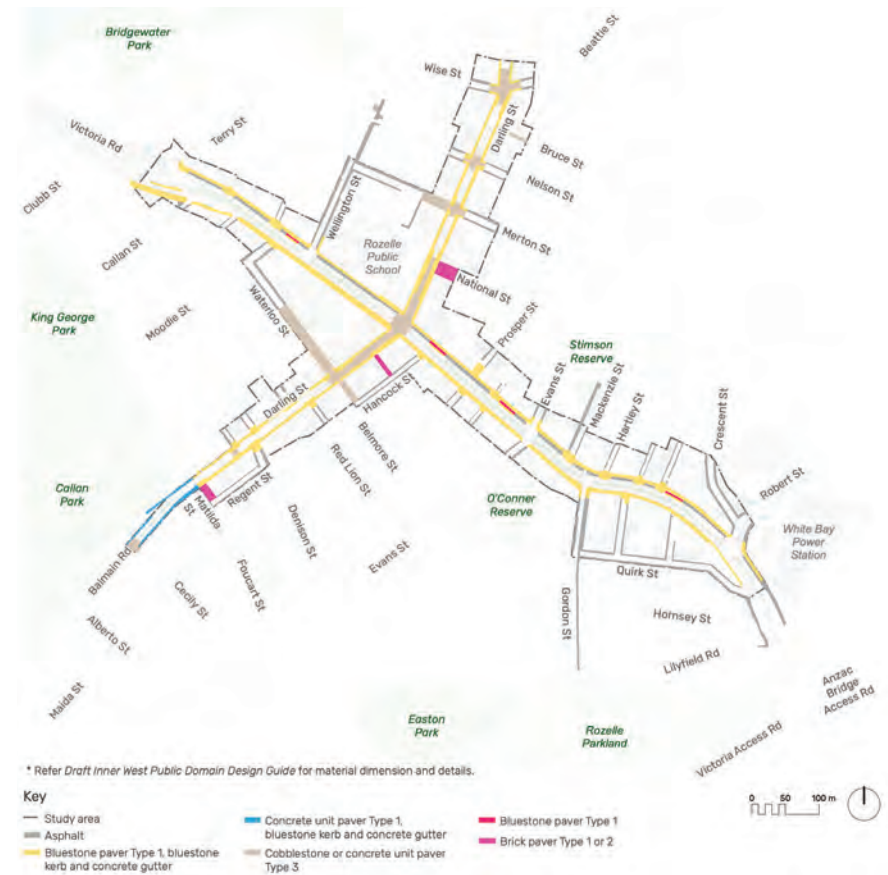 Bridgewater
Park
Beattie St
Wise St
Victoria Rd
Terry St
Darling St
Bruce St
Clubb St
Wellington St
Nelson St
Callan St
Merton St
Rozelle
Public
School
National St
King George
Park
Moodie St
Waterloo St
Prosper St
Stimson
Reserve
Evans St
Mackenzie St
Hartley St
Hancock St
Darling St
Crescent St
Belmore St
Red Lion St
Robert St
Callan
Park
Matilda
St
Regent St
O'Conner
Reserve
White Bay
Power
Station
Denison St
Evans St
Balmain Rd
Foucart St
Cecily St
Quirk St
Gordon St
Hornsey St
Alberto St
Lilyfield Rd
Maida St
Anzac
Bridge
Access Rd
Easton
Park
Rozelle
Parkland
Victoria Access Rd
* Refer Draft Inner West Public Domain Design Guide for material dimension and details.
Key
Study area
Asphalt
Bluestone paver Type 1, bluestone
kerb and concrete gutter
Concrete unit paver Type 1,
bluestone kerb and concrete gutter
Cobblestone or concrete unit paver
Type 3
Bluestone paver Type 1
Brick paver Type 1 or 2
0 50 100 m